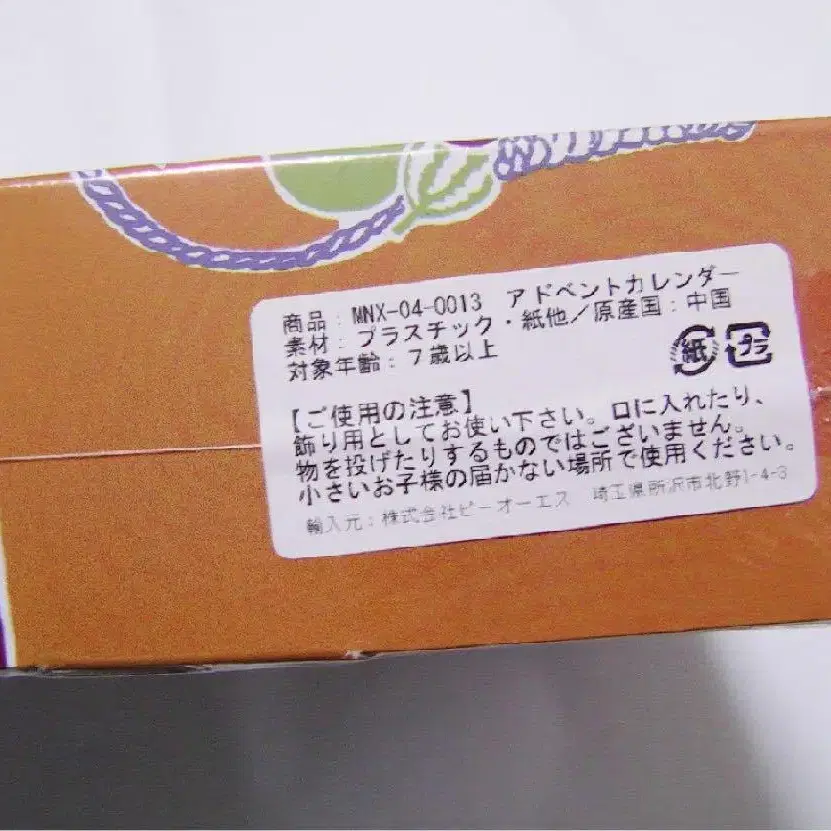 商品：MNX-04-0013　アドベントカレンダー
素材：プラスチック・紙他／原産国：中国
対象年齢：７歳以上
紙 プラ
【ご使用の注意】
飾り用としてお使い下さい。口に入れたり、
物を投げたりするものではございません。
小さいお子様の届かない場所で使用ください。
輸入元：株式会社ビーオーエス　埼玉県所沢市北野1-4-3